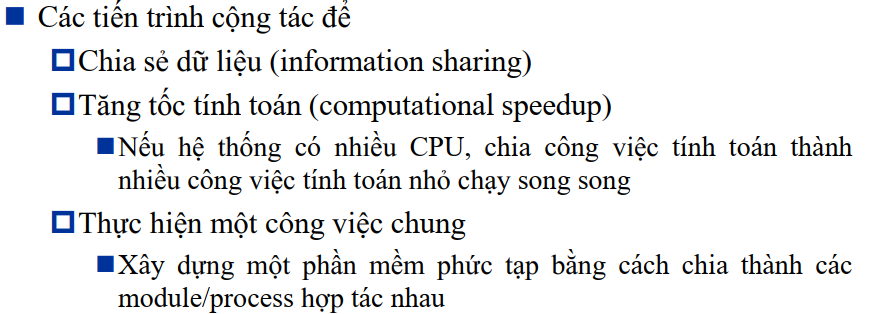 Các tiến trình cộng tác để
Chia sẻ dữ liệu (information sharing)
Tăng tốc tính toán (computational speedup)
Nếu hệ thống có nhiều CPU, chia công việc tính toán thành
nhiều công việc tính toán nhỏ chạy song song
Thực hiện một công việc chung
Xây dựng một phần mềm phức tạp bằng cách chia thành các
module/process hợp tác nhau